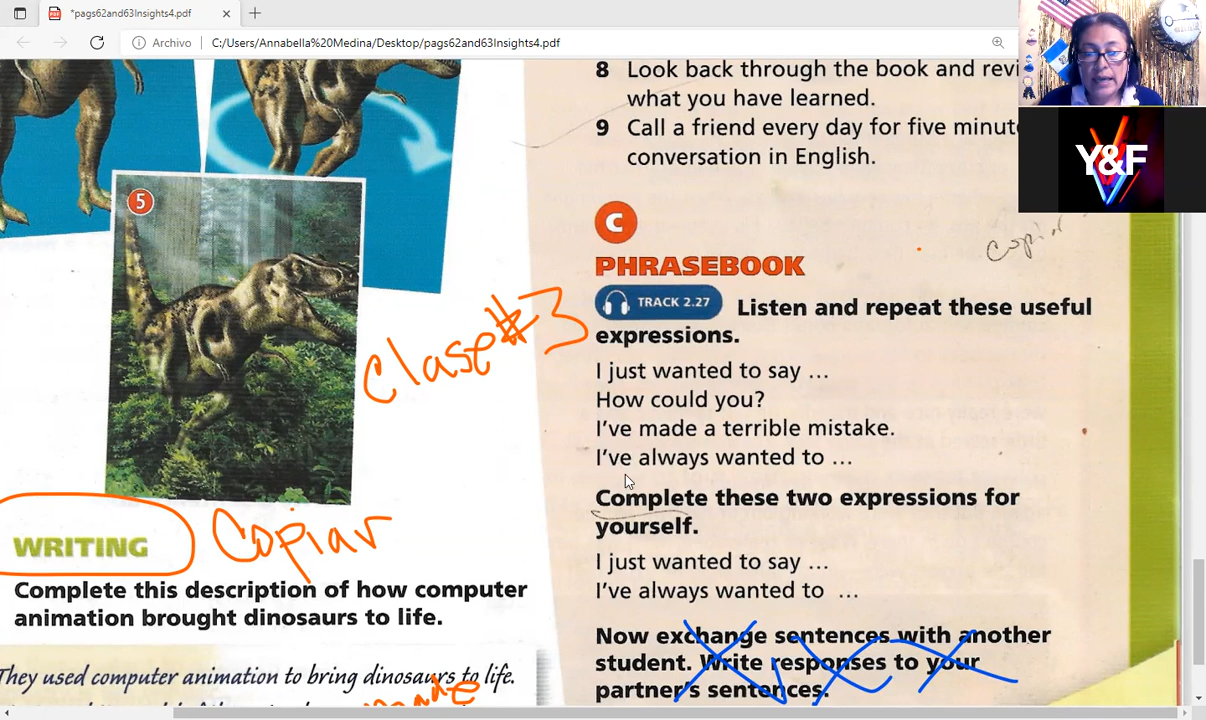 *pags62and63Insights4.pdf
Archivo
C:/Users/Annabella%20Medina/Desktop/pags62and63Insights4.pdf
5
Clase#3
WRITING
Copiar
Complete this description of how computer
animation brought dinosaurs to life.
They used computer animation to bring dinosaurs to life.
made
8 Look back through the book and revi
what you have learned.
9 Call a friend every day for five minute
conversation in English.
copiar
C
PHRASEBOOK
TRACK 2.27 Listen and repeat these useful
expressions.
I just wanted to say ...
How could you?
I've made a terrible mistake.
I've always wanted to ...
Complete these two expressions for
yourself.
I just wanted to say ...
I've always wanted to ...
Now exchange sentences with another
student. Write responses to your
partner's sentences.
Y&F